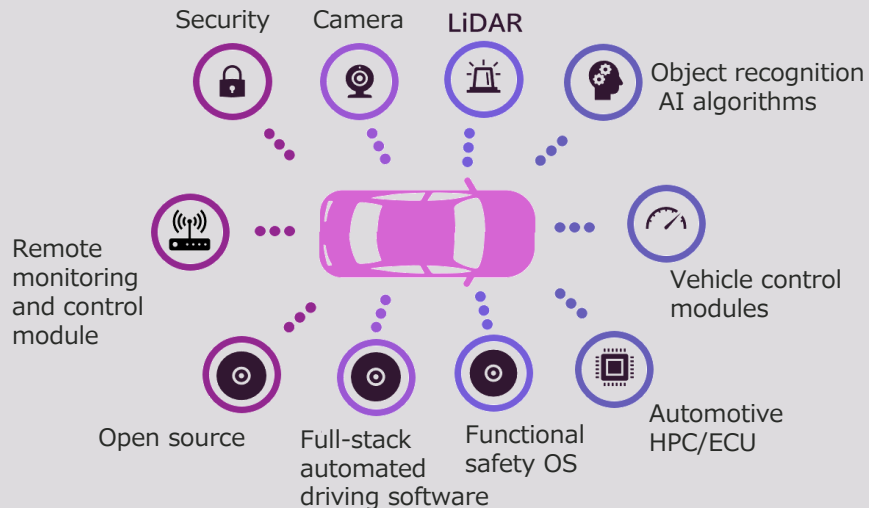 Security
Camera
LiDAR
Object recognition
AI algorithms
Remote
monitoring
and control
module
Vehicle control
modules
Open source
Full-stack
automated
driving software
Functional
safety OS
Automotive
HPC/ECU